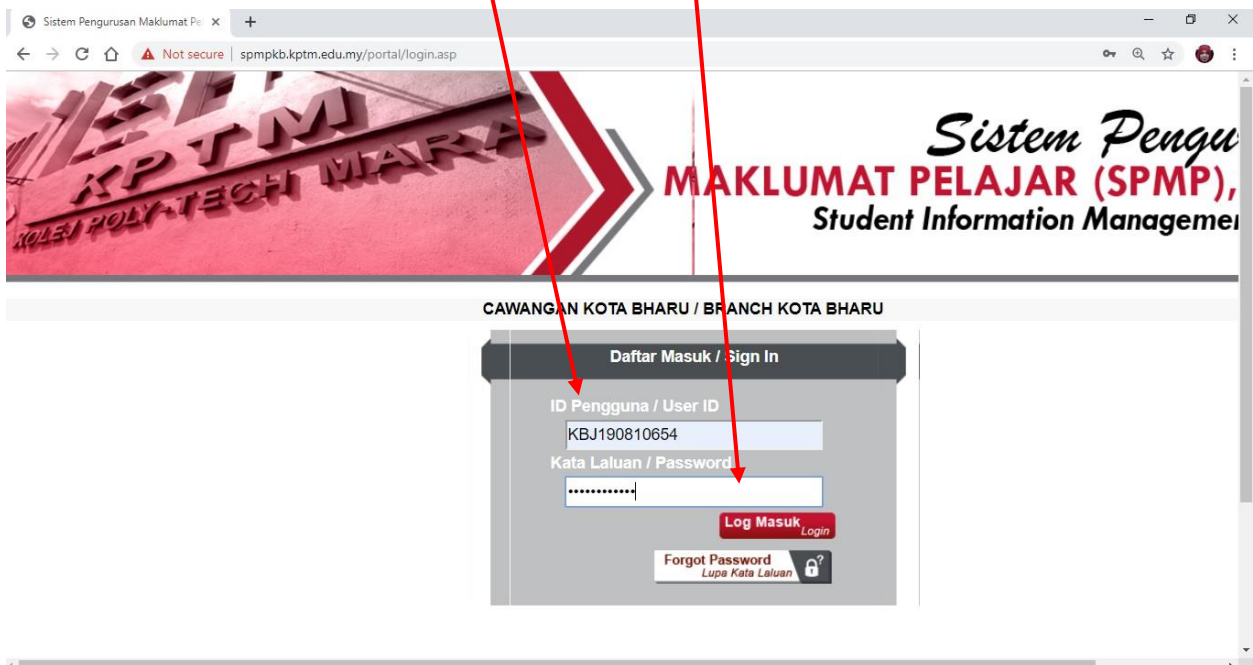 Sistem Pengurusan Maklumat Pe
Not secure | spmpkb.kptm.edu.my/portal/login.asp
KPTM
KOLEJ POLY-TECH MARA
Sistem Pengu
MAKLUMAT PELAJAR (SPMP),
Student Information Managemer
CAWANGAN KOTA BHARU / BRANCH KOTA BHARU
Daftar Masuk / Sign In
ID Pengguna / User ID
KBJ190810654
Kata Laluan / Password
••••••••••••
Log Masuk
Login
Forgot Password
Lupa Kata Laluan